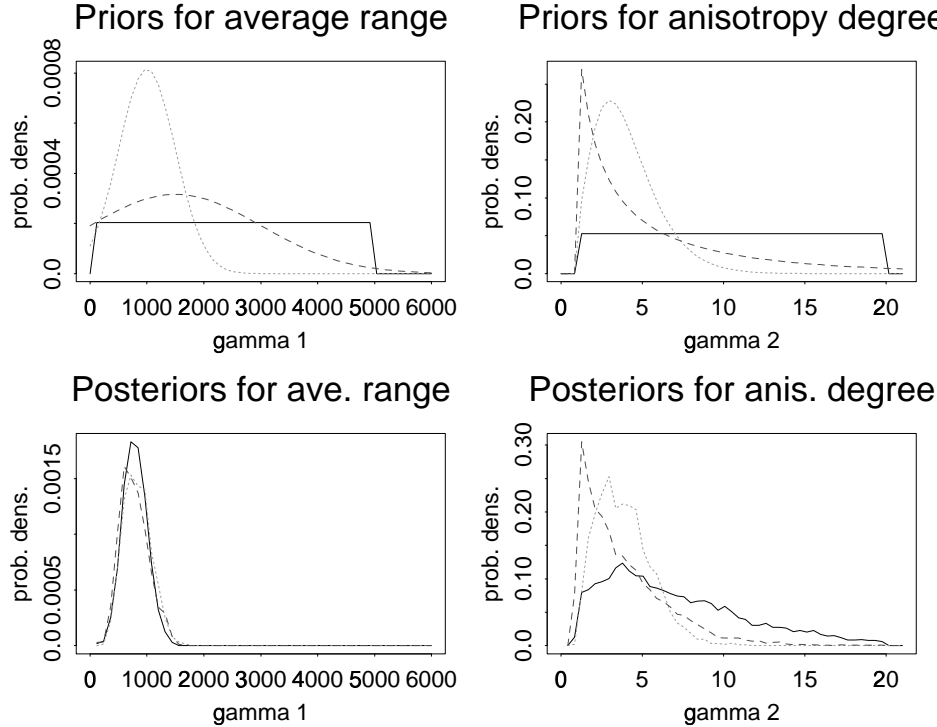 Priors for average range
prob. dens.
0.0 0.0004 0.0008
0 1000 2000 3000 4000 5000 6000
gamma 1
Priors for anisotropy degree
prob. dens.
0.0 0.10 0.20
0 5 10 15 20
gamma 2
Posteriors for ave. range
prob. dens.
0.0 0.0005 0.0015
0 1000 2000 3000 4000 5000 6000
gamma 1
Posteriors for anis. degree
prob. dens.
0.0 0.10 0.20 0.30
0 5 10 15 20
gamma 2